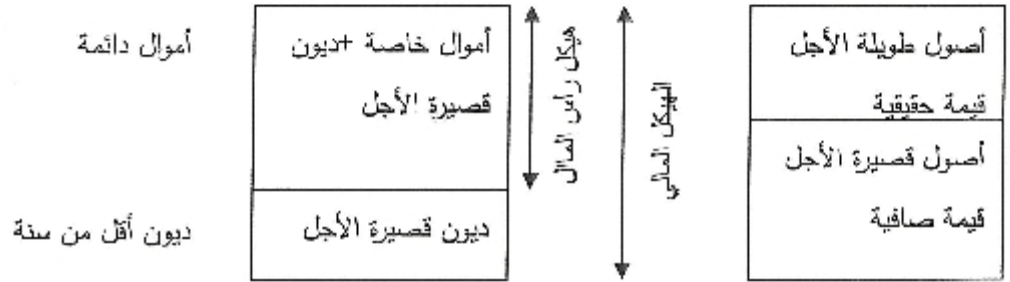 أصول طويلة الأجل
قيمة حقيقية
أصول قصيرة الأجل
قيمة صافية
الهيكل المالي
هيكل رأس المال
أموال خاصة +ديون
قصيرة الأجل
ديون قصيرة الأجل
أموال دائمة
ديون أقل من سنة